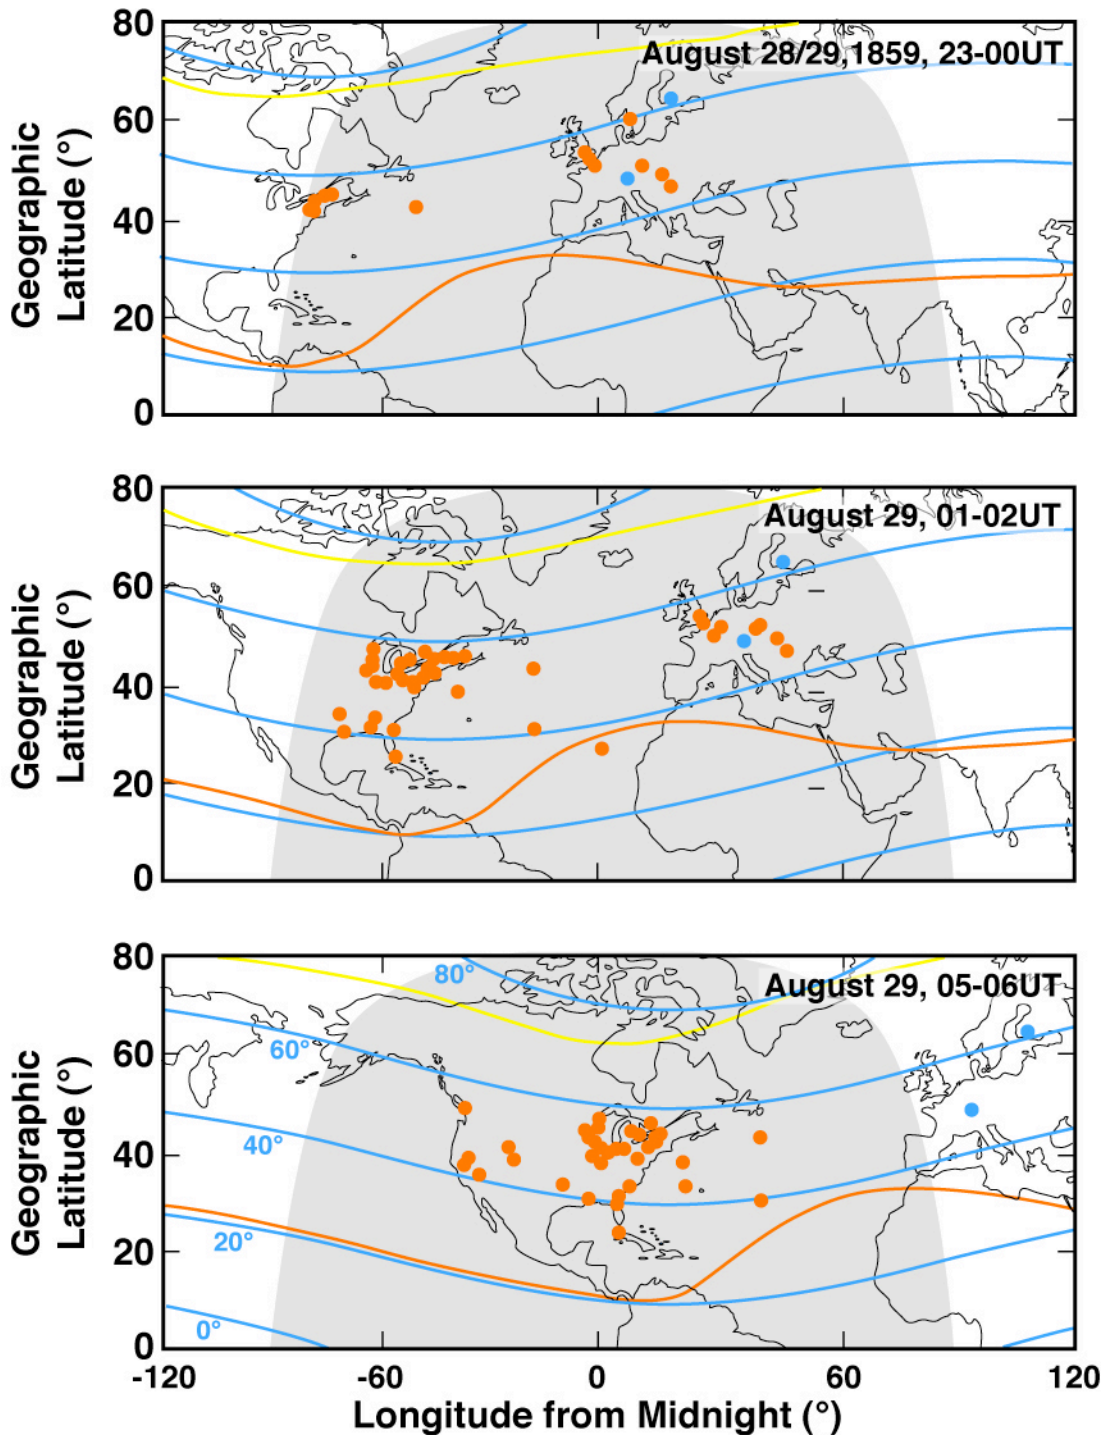 80
August 28/29,1859, 23-00UT
60
Geographic
Latitude (°)
40
20
0
80
August 29, 01-02UT
60
Geographic
Latitude (°)
40
20
0
80
80°
August 29, 05-06UT
60°
60
Geographic
Latitude (°)
40°
40
20°
20
0°
0
-120 -60 0 60 120
Longitude from Midnight (°)